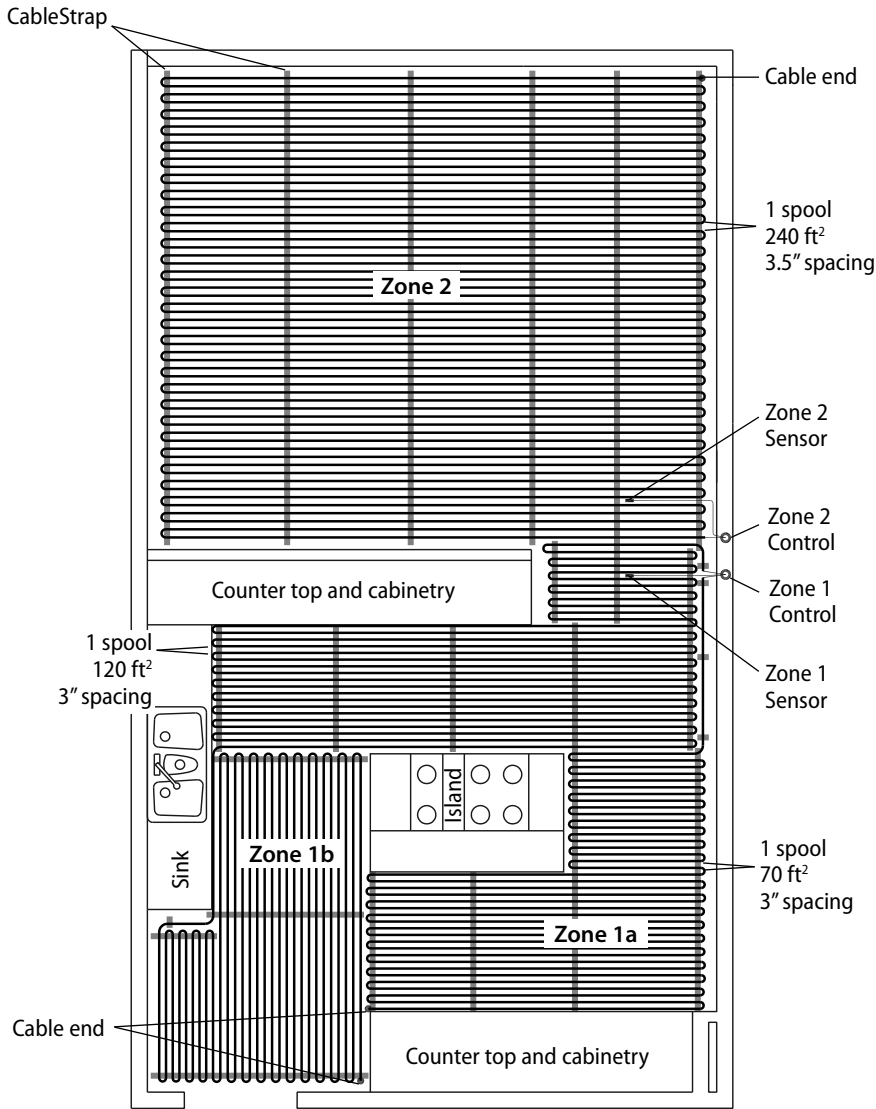 CableStrap
Cable end
1 spool
240 ft²
3.5″ spacing
Zone 2
Zone 2
Sensor
Zone 2
Control
Counter top and cabinetry
Zone 1
Control
1 spool
120 ft²
3″ spacing
Zone 1
Sensor
Island
Zone 1b
Sink
1 spool
70 ft²
3″ spacing
Zone 1a
Cable end
Counter top and cabinetry